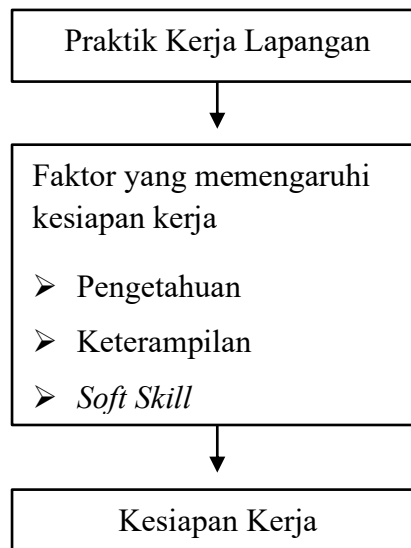 Praktik Kerja Lapangan
Faktor yang memengaruhi
kesiapan kerja
➢ Pengetahuan
➢ Keterampilan
➢ Soft Skill
Kesiapan Kerja